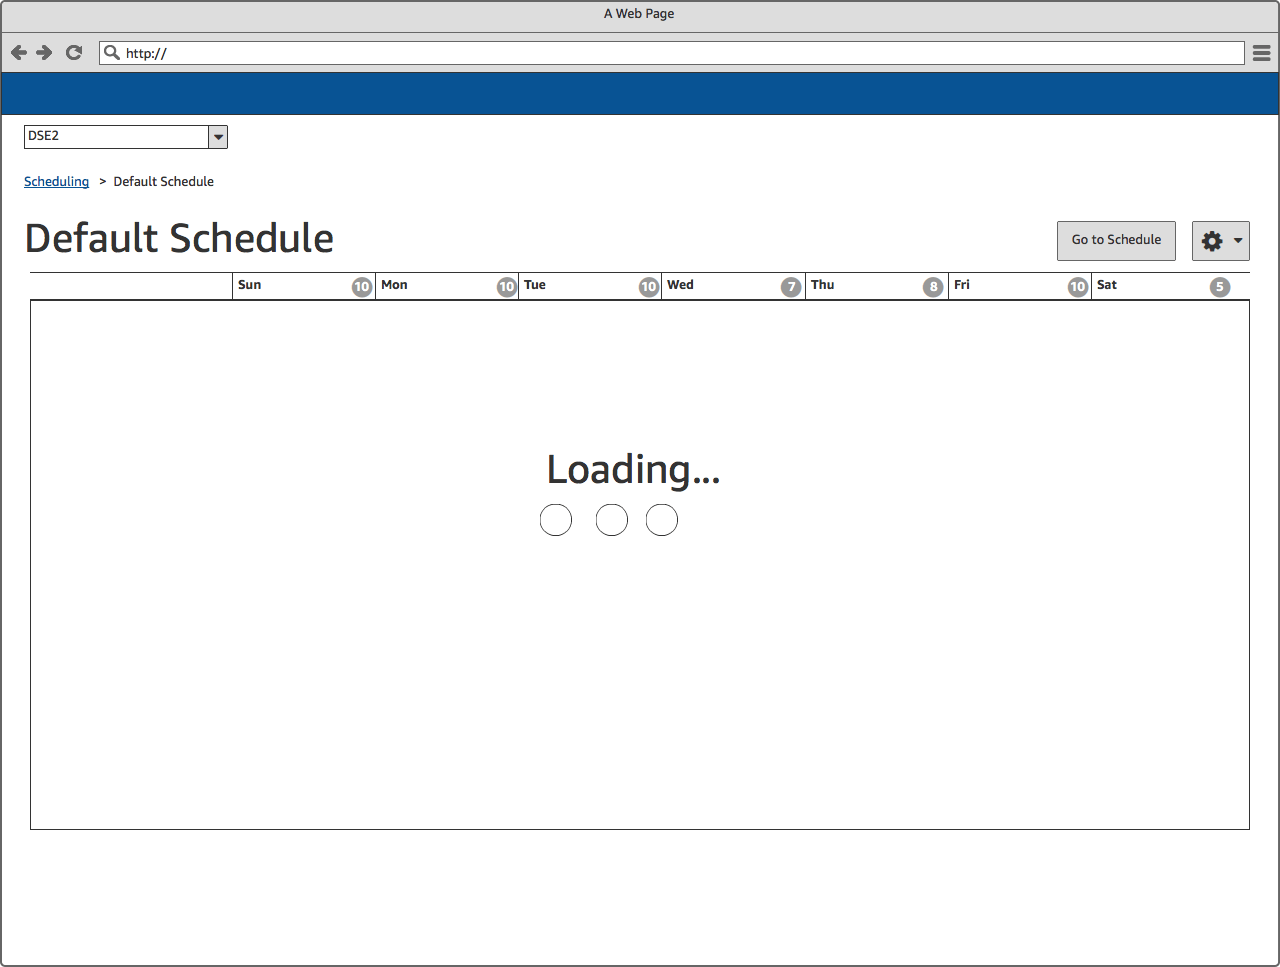 A Web Page
http://
DSE2
Scheduling > Default Schedule
Default Schedule
Go to Schedule
Sun 10 Mon 10 Tue 10 Wed 7 Thu 8 Fri 10 Sat 5
Loading...